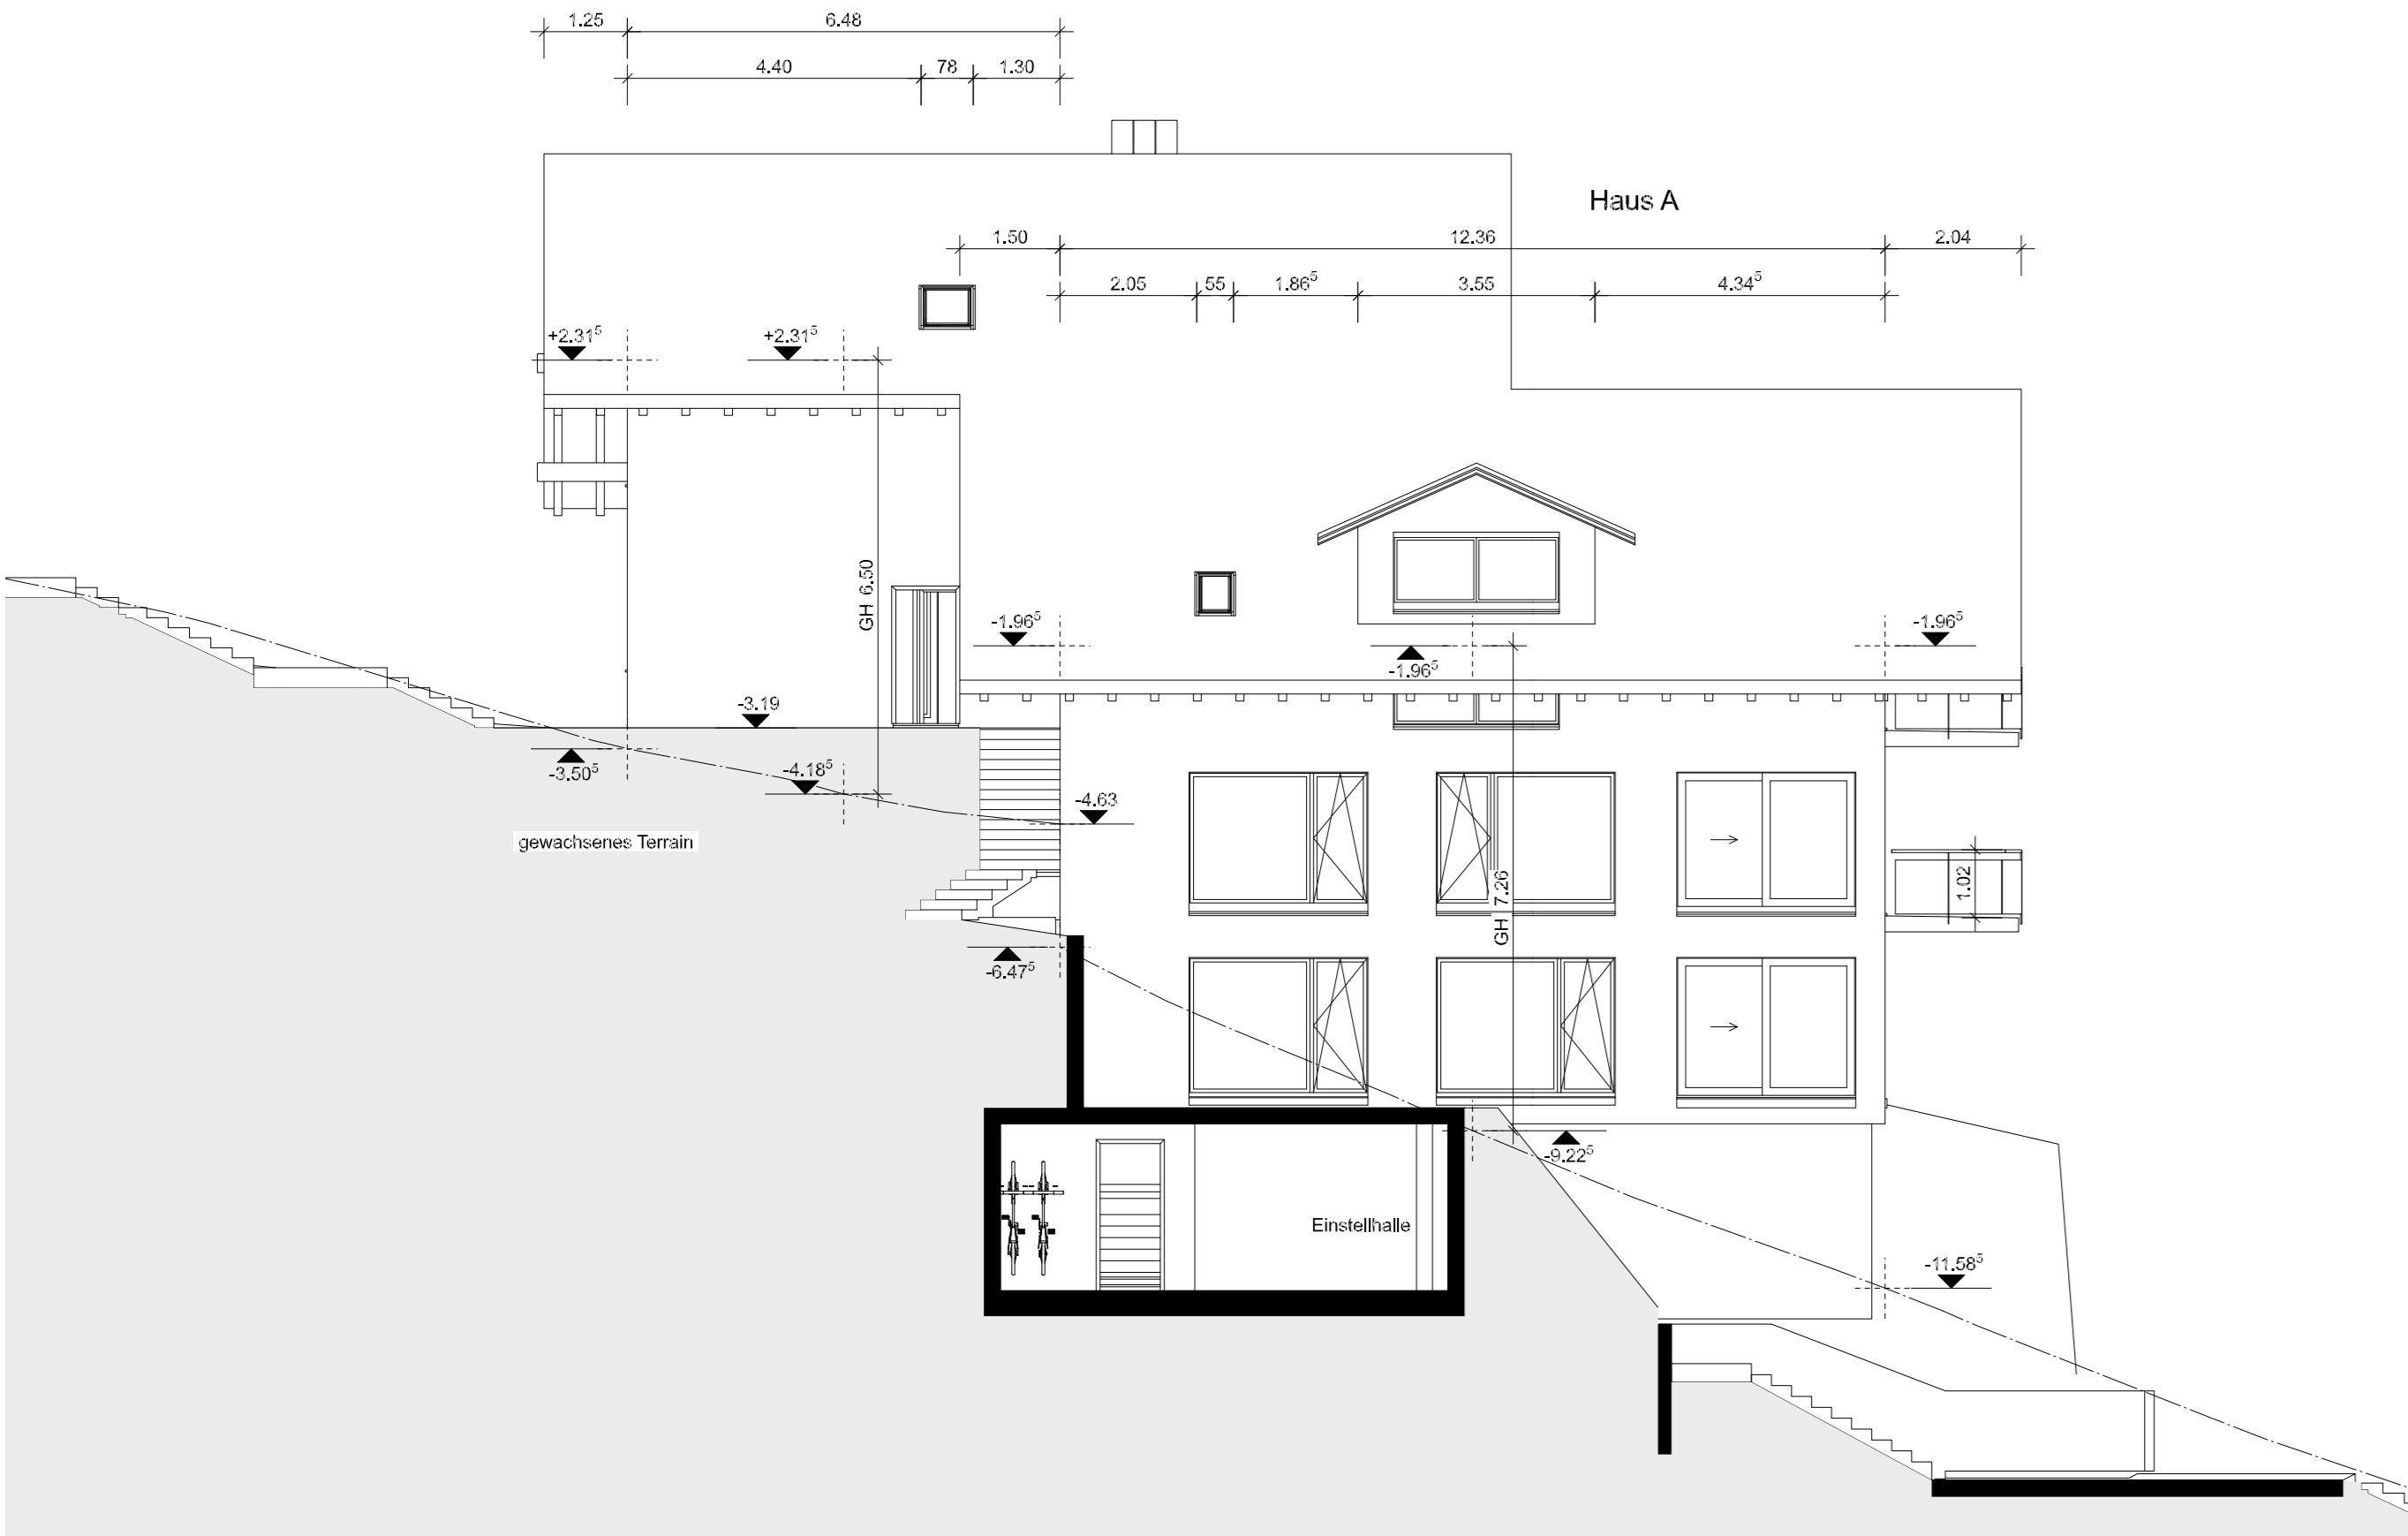 1.25 6.48
4.40 78 1.30
Haus A
1.50 12.36 2.04
2.05 55 1.86⁵ 3.55 4.34⁵
+2.31⁵ +2.31⁵
GH 6.50
-1.96⁵ -1.96⁵ -1.96⁵
-3.19
-3.50⁵ -4.18⁵
-4.63
gewachsenes Terrain
GH 7.26
1.02
-6.47⁵
-9.22⁵
Einstellhalle
-11.58⁵